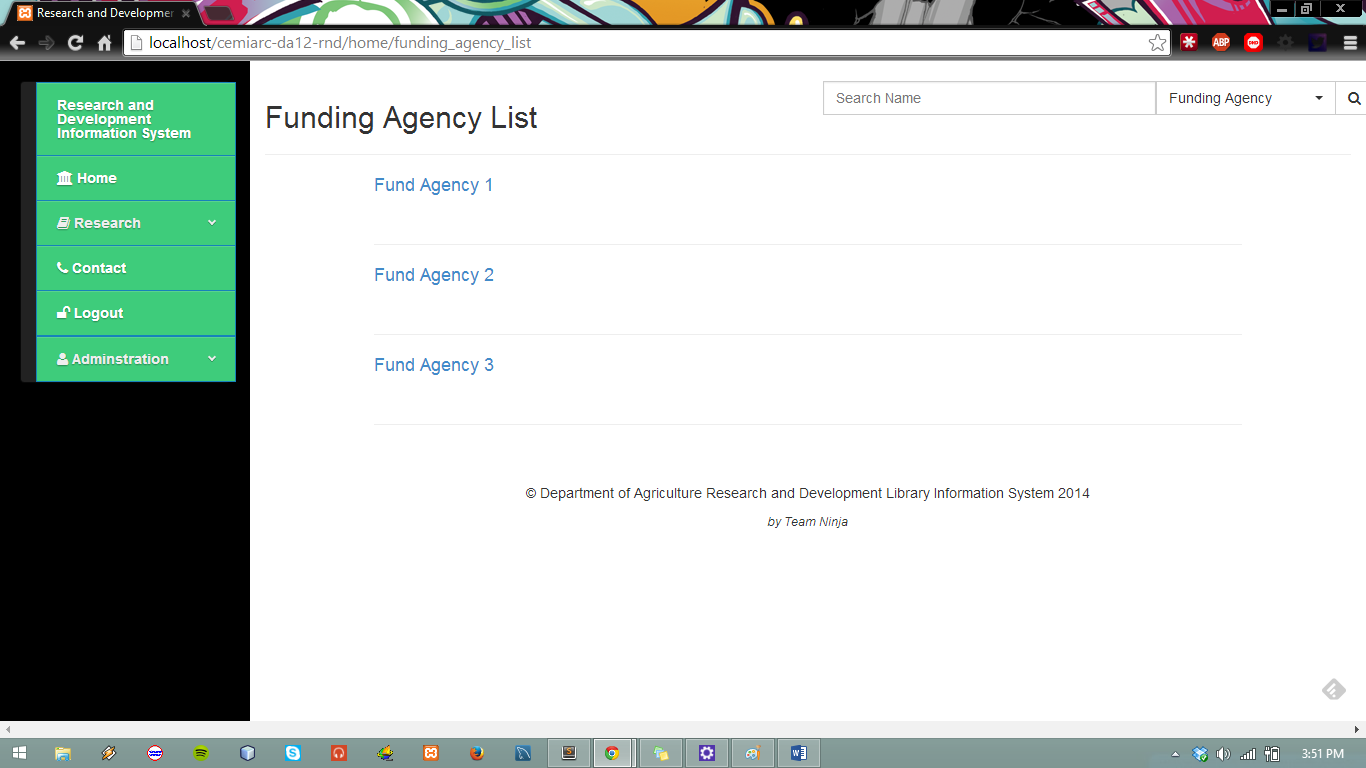 Research and Developmer
localhost/cemiarc-da12-rnd/home/funding_agency_list
ABP
Research and
Development
Information System
Home
Research
Contact
Logout
Adminstration
Search Name
Funding Agency
Funding Agency List
Fund Agency 1
Fund Agency 2
Fund Agency 3
© Department of Agriculture Research and Development Library Information System 2014
by Team Ninja
3:51 PM